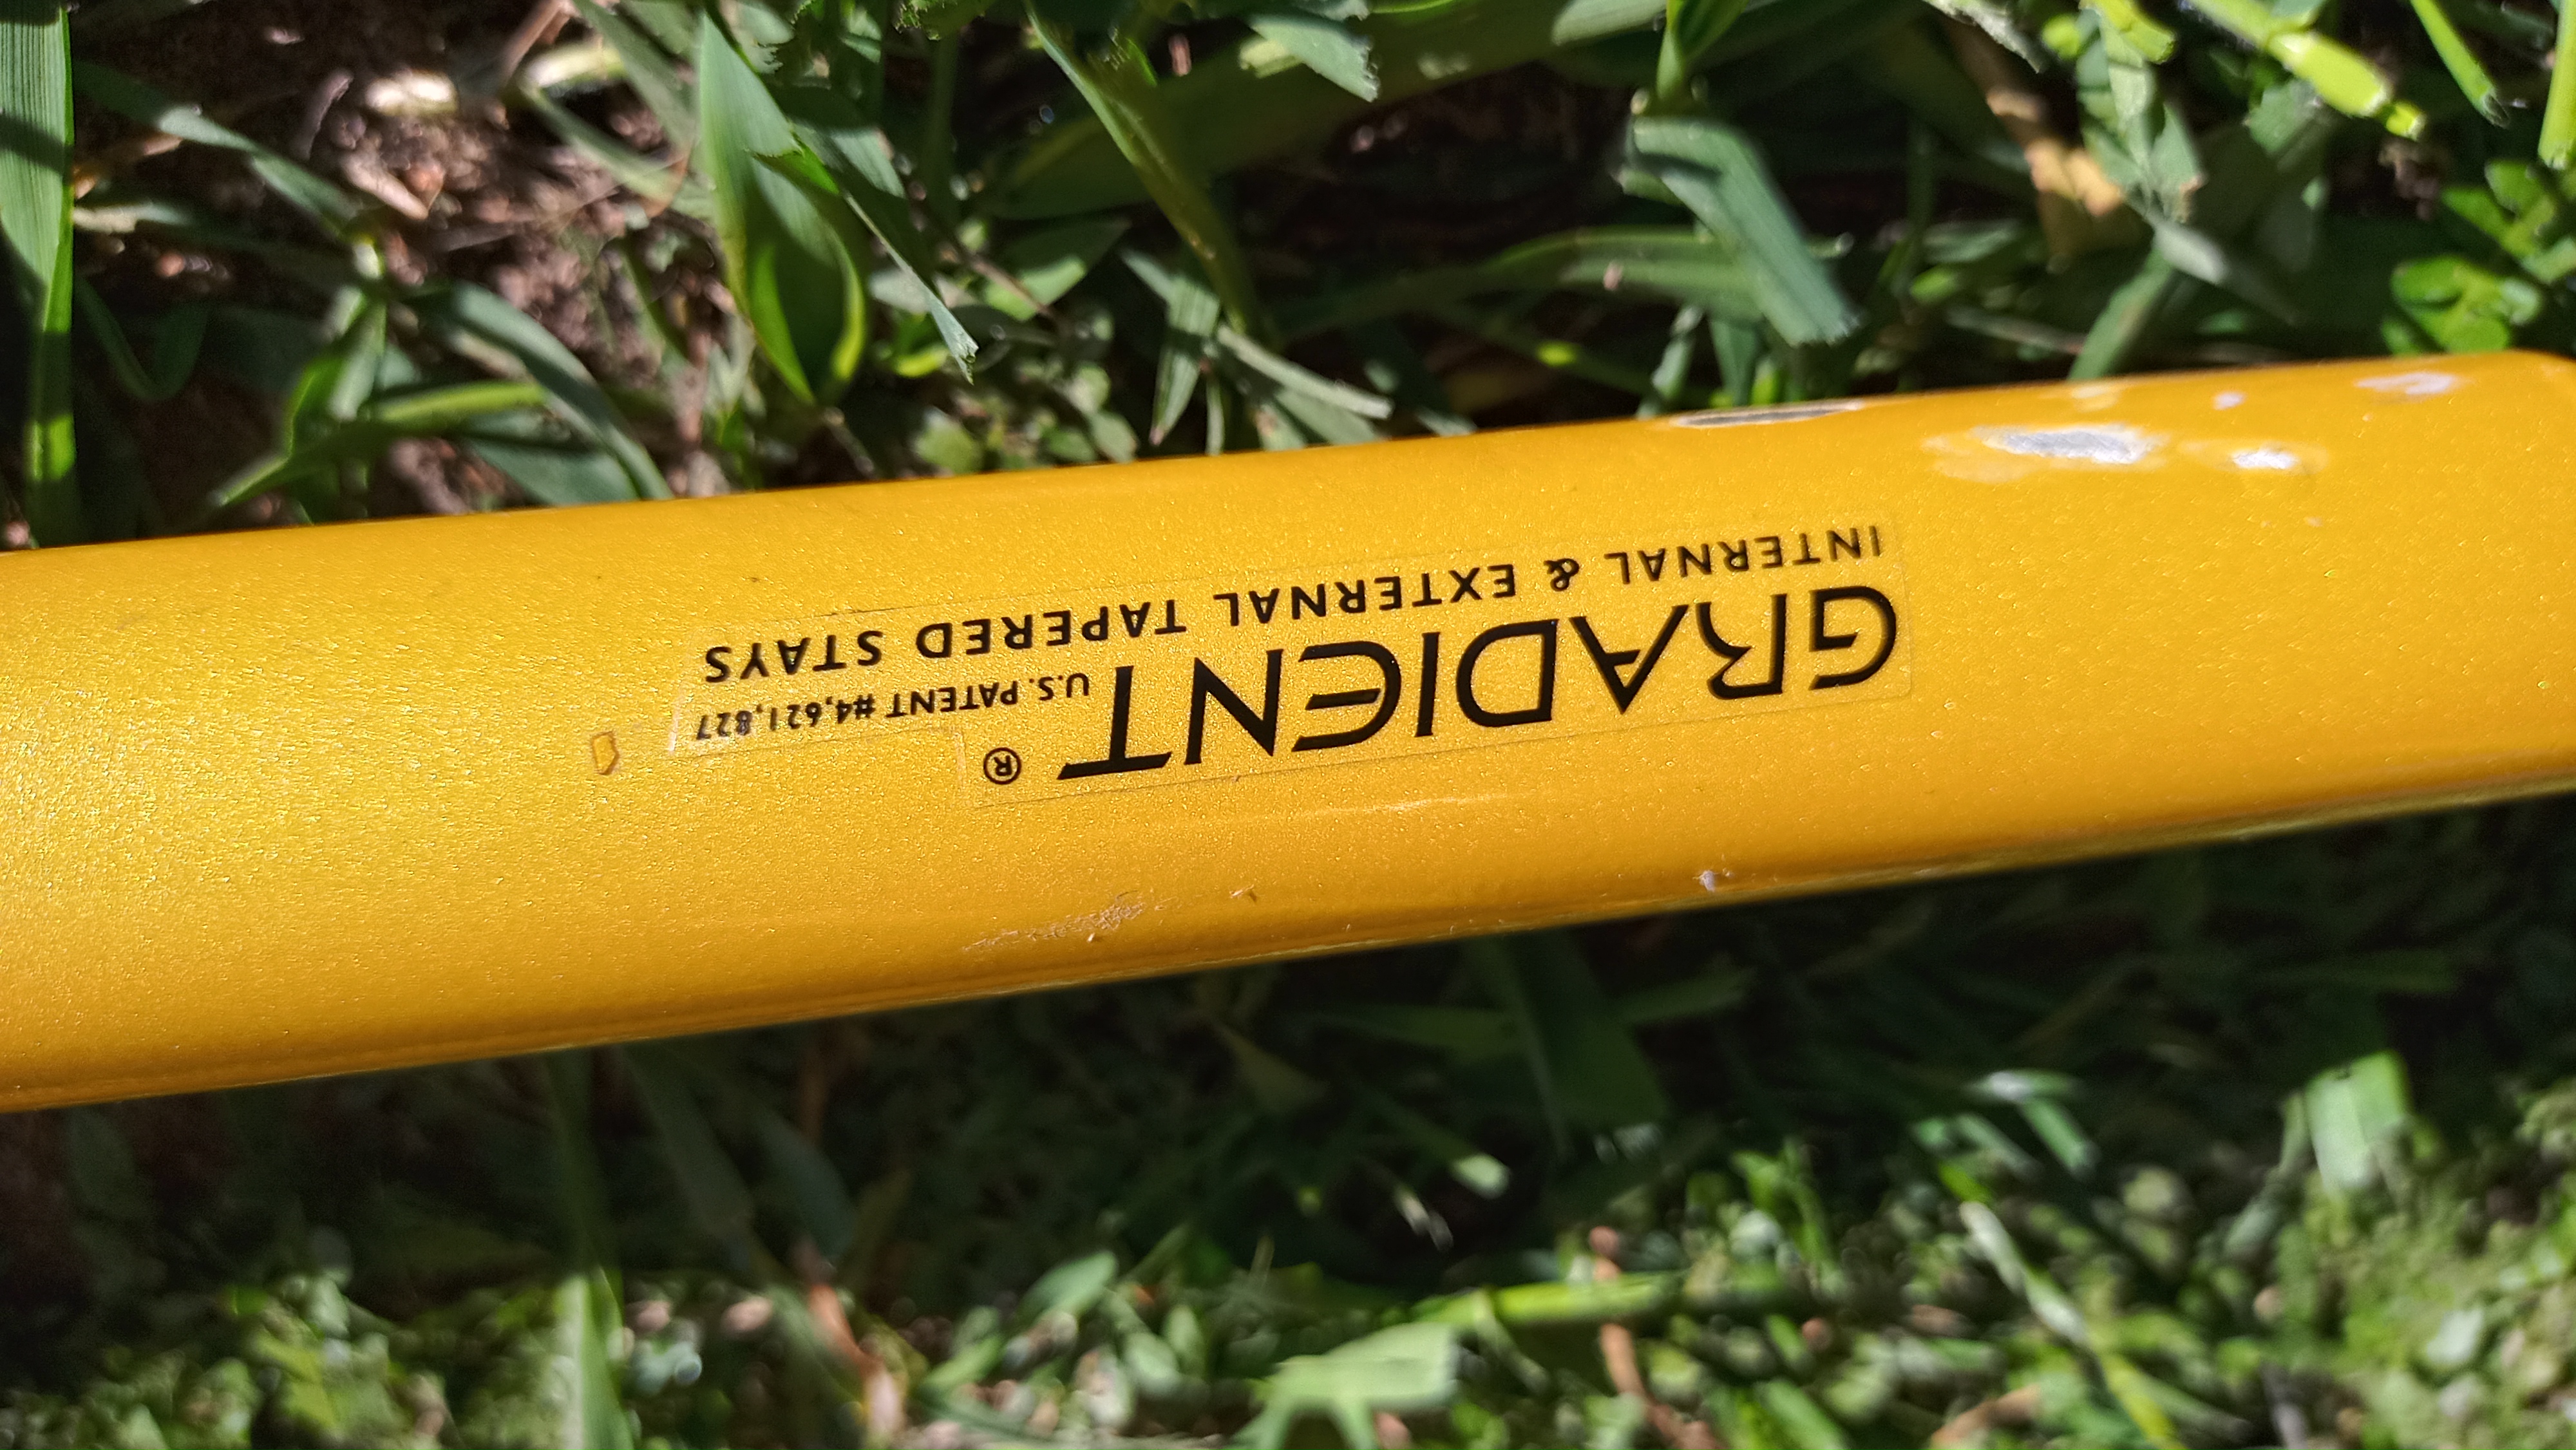 GRADIENT ®
U.S. PATENT #4,621,827
INTERNAL & EXTERNAL TAPERED STAYS